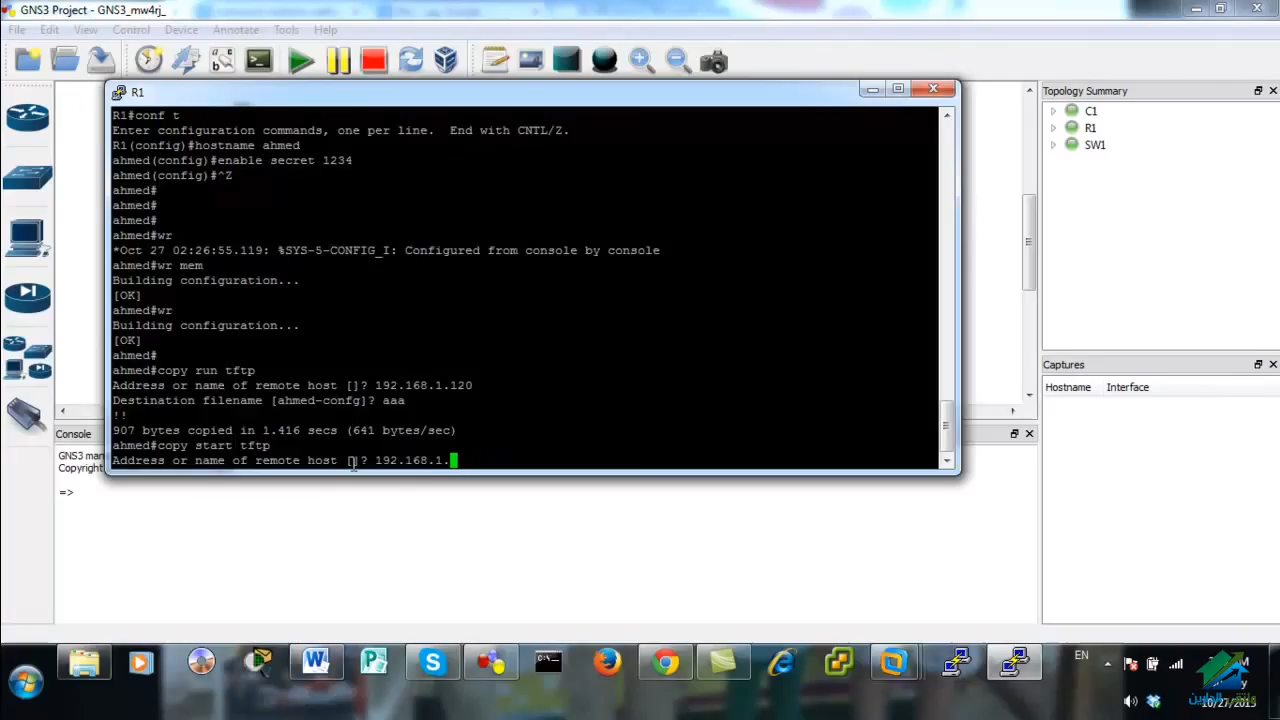 GNS3 Project - GNS3_mw4rj_
File Edit View Control Device Annotate Tools Help
R1
R1#conf t
Enter configuration commands, one per line. End with CNTL/Z.
R1(config)#hostname ahmed
ahmed(config)#enable secret 1234
ahmed(config)#^Z
ahmed#
ahmed#
ahmed#
ahmed#wr
*Oct 27 02:26:55.119: %SYS-5-CONFIG_I: Configured from console by console
ahmed#wr mem
Building configuration...
[OK]
ahmed#wr
Building configuration...
[OK]
ahmed#
ahmed#copy run tftp
Address or name of remote host []? 192.168.1.120
Destination filename [ahmed-confg]? aaa
!!
907 bytes copied in 1.416 secs (641 bytes/sec)
ahmed#copy start tftp
Address or name of remote host []? 192.168.1.
Topology Summary
C1
R1
SW1
Captures
Hostname Interface
Console
GNS3 man
Copyright
=>
EN
ملتقى الدارين
10/27/2015